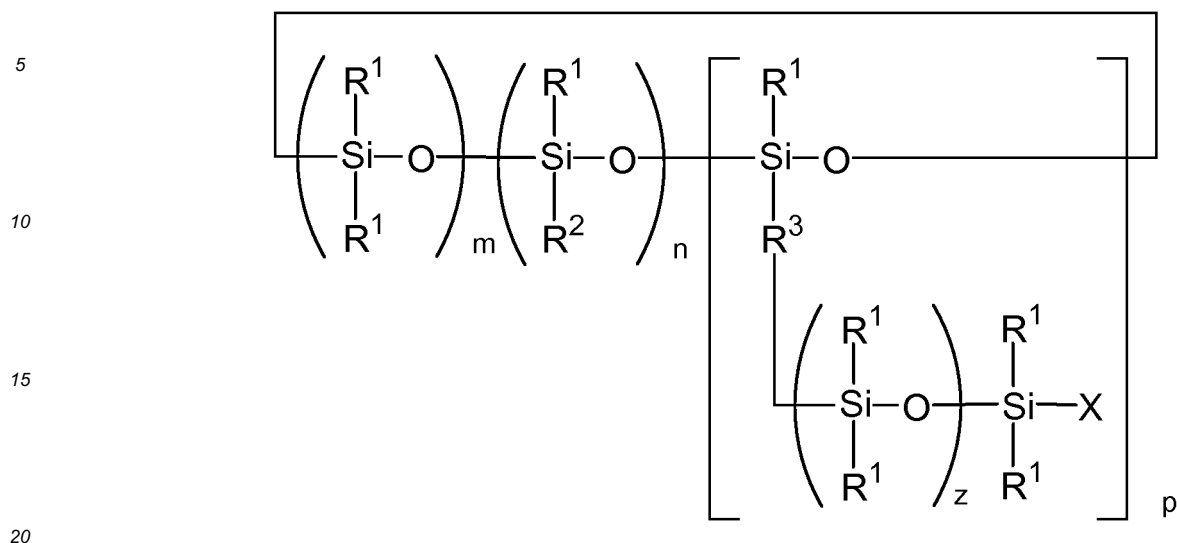 5
R¹ R¹ R¹
Si O Si O Si O
10
R¹ m R² n R³
R¹ R¹
15
Si O Si X
R¹ z R¹ p
20